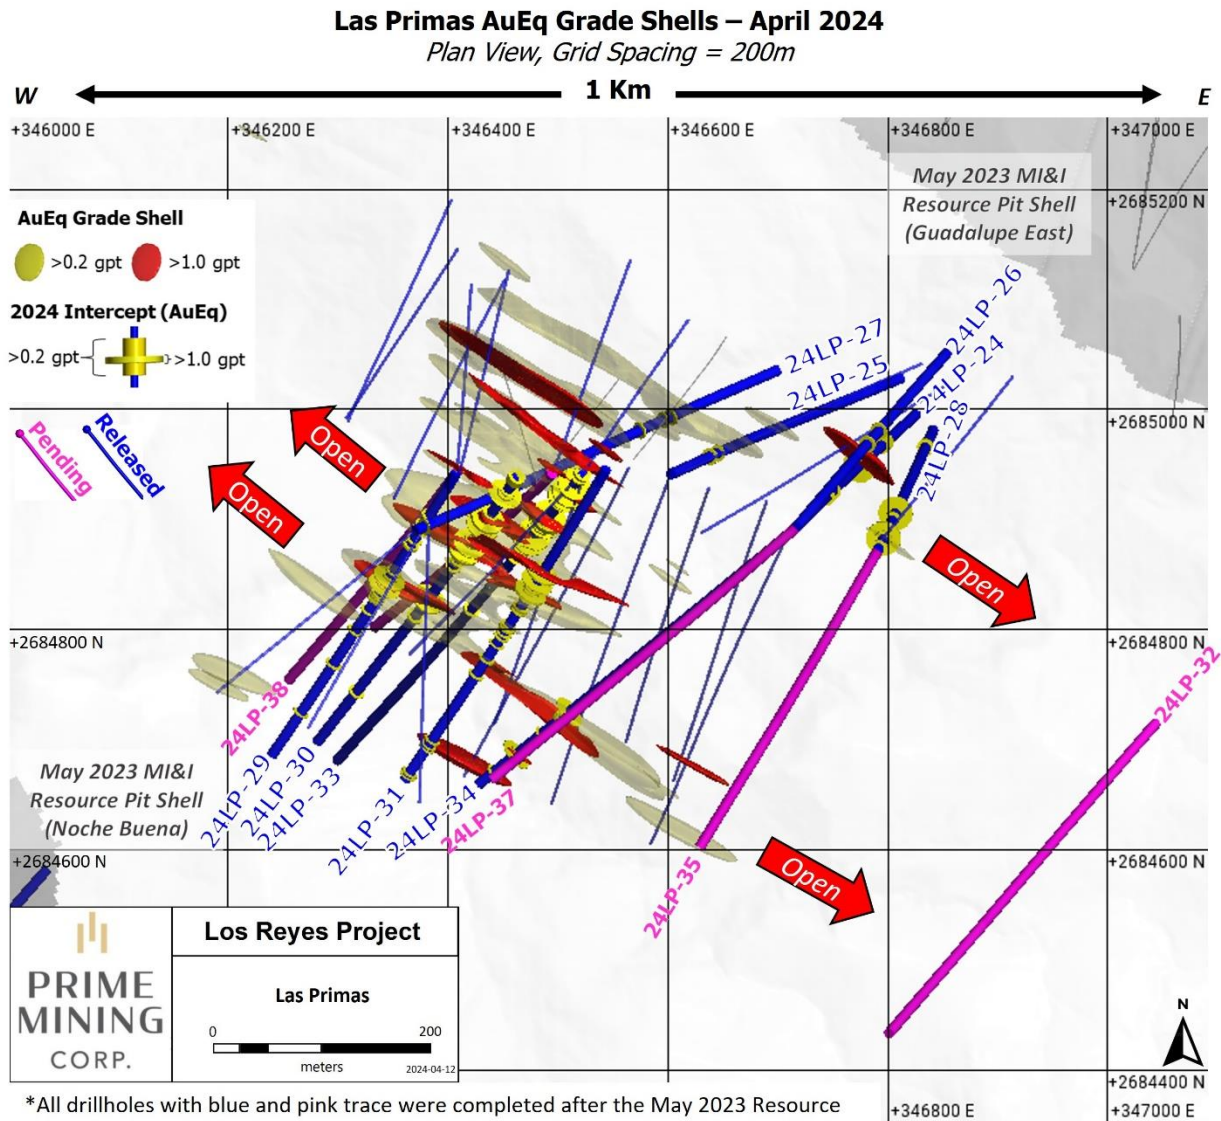 Las Primas AuEq Grade Shells – April 2024
Plan View, Grid Spacing = 200m
W
1 Km
E
+346000 E
+346200 E
+346400 E
+346600 E
+346800 E
+347000 E
May 2023 MI&I
Resource Pit Shell
(Guadalupe East)
+2685200 N
AuEq Grade Shell
>0.2 gpt
>1.0 gpt
2024 Intercept (AuEq)
>0.2 gpt
>1.0 gpt
Pending
Released
Open
Open
24LP-27
24LP-25
24LP-26
24LP-24
24LP-28
+2685000 N
Open
+2684800 N
+2684800 N
24LP-32
24LP-38
24LP-29
24LP-30
24LP-33
24LP-31
24LP-34
24LP-37
24LP-35
May 2023 MI&I
Resource Pit Shell
(Noche Buena)
+2684600 N
+2684600 N
Open
PRIME
MINING
CORP.
Los Reyes Project
Las Primas
0
200
meters
2024-04-12
N
+2684400 N
+346800 E
+347000 E
*All drillholes with blue and pink trace were completed after the May 2023 Resource